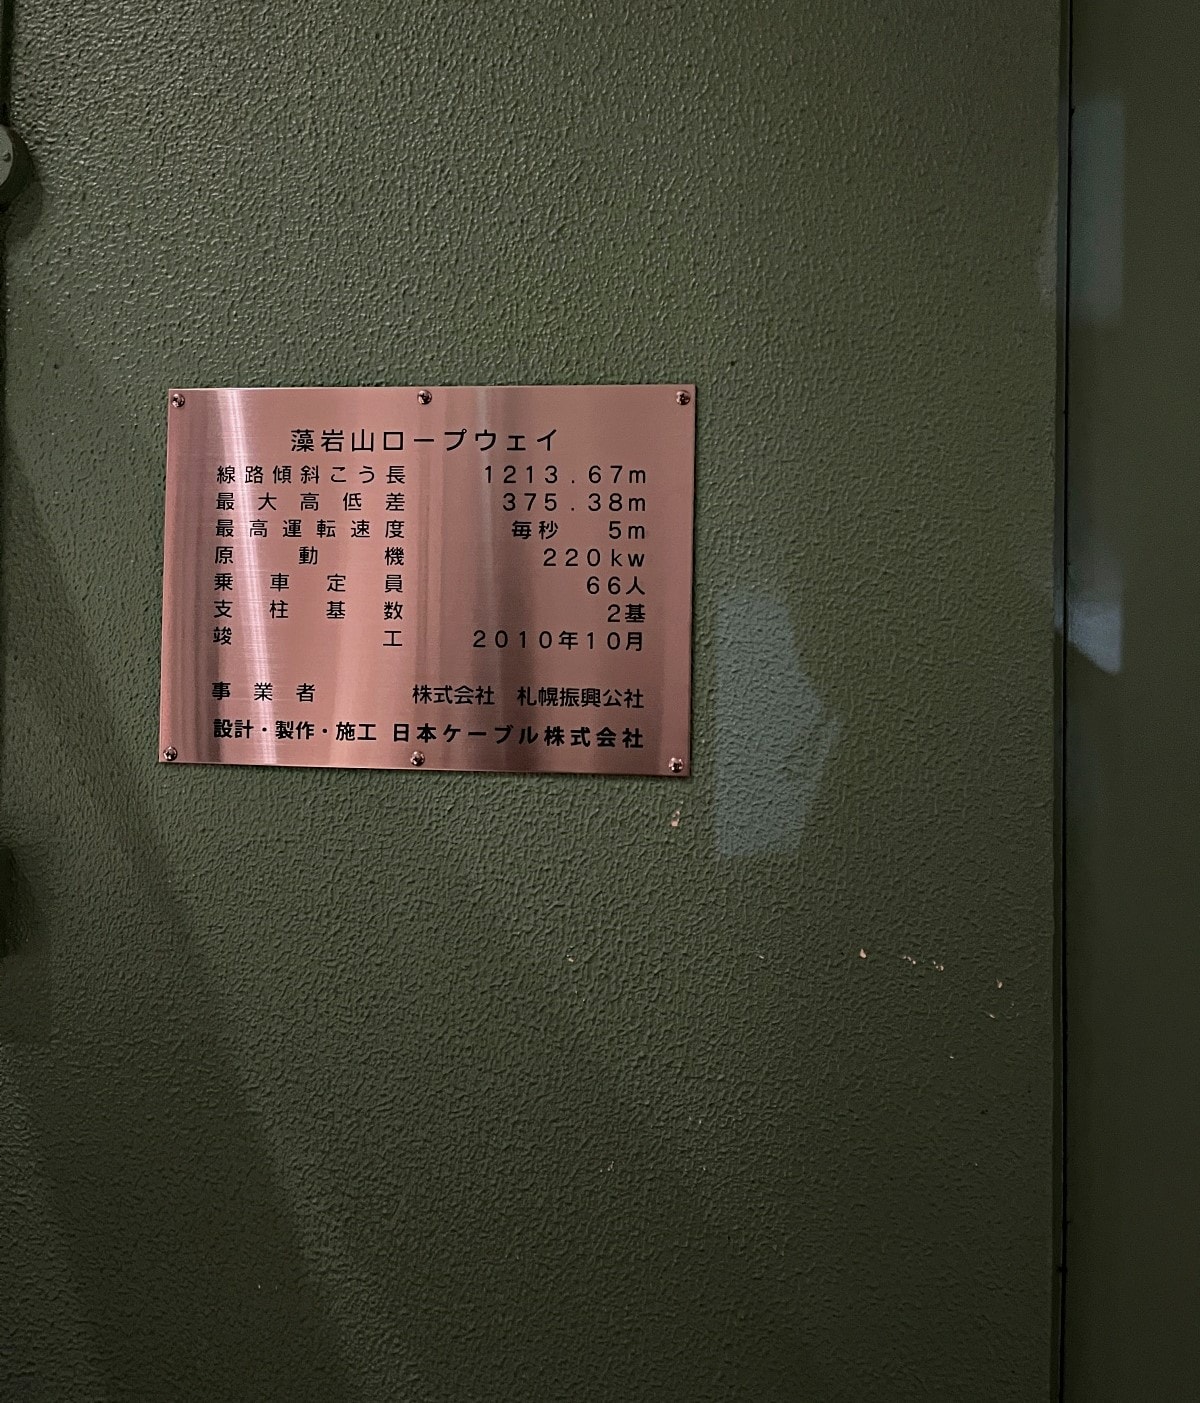 藻岩山ロープウェイ
線路傾斜こう長 1213.67m
最大高低差 375.38m
最高運転速度 毎秒 5m
原動機 220kw
乗車定員 66人
支柱基数 2基
竣工 2010年10月
事業者 株式会社 札幌振興公社
設計・製作・施工 日本ケーブル株式会社